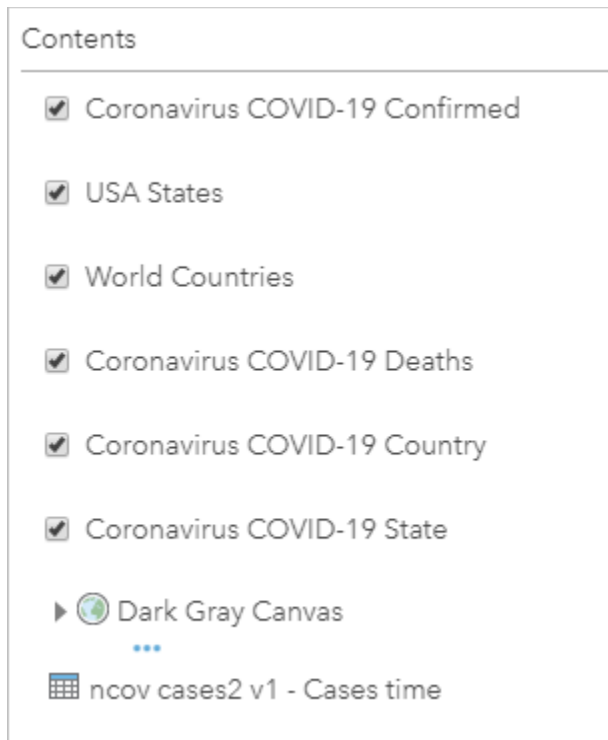 Contents
Coronavirus COVID-19 Confirmed
USA States
World Countries
Coronavirus COVID-19 Deaths
Coronavirus COVID-19 Country
Coronavirus COVID-19 State
Dark Gray Canvas
ncov cases2 v1 - Cases time